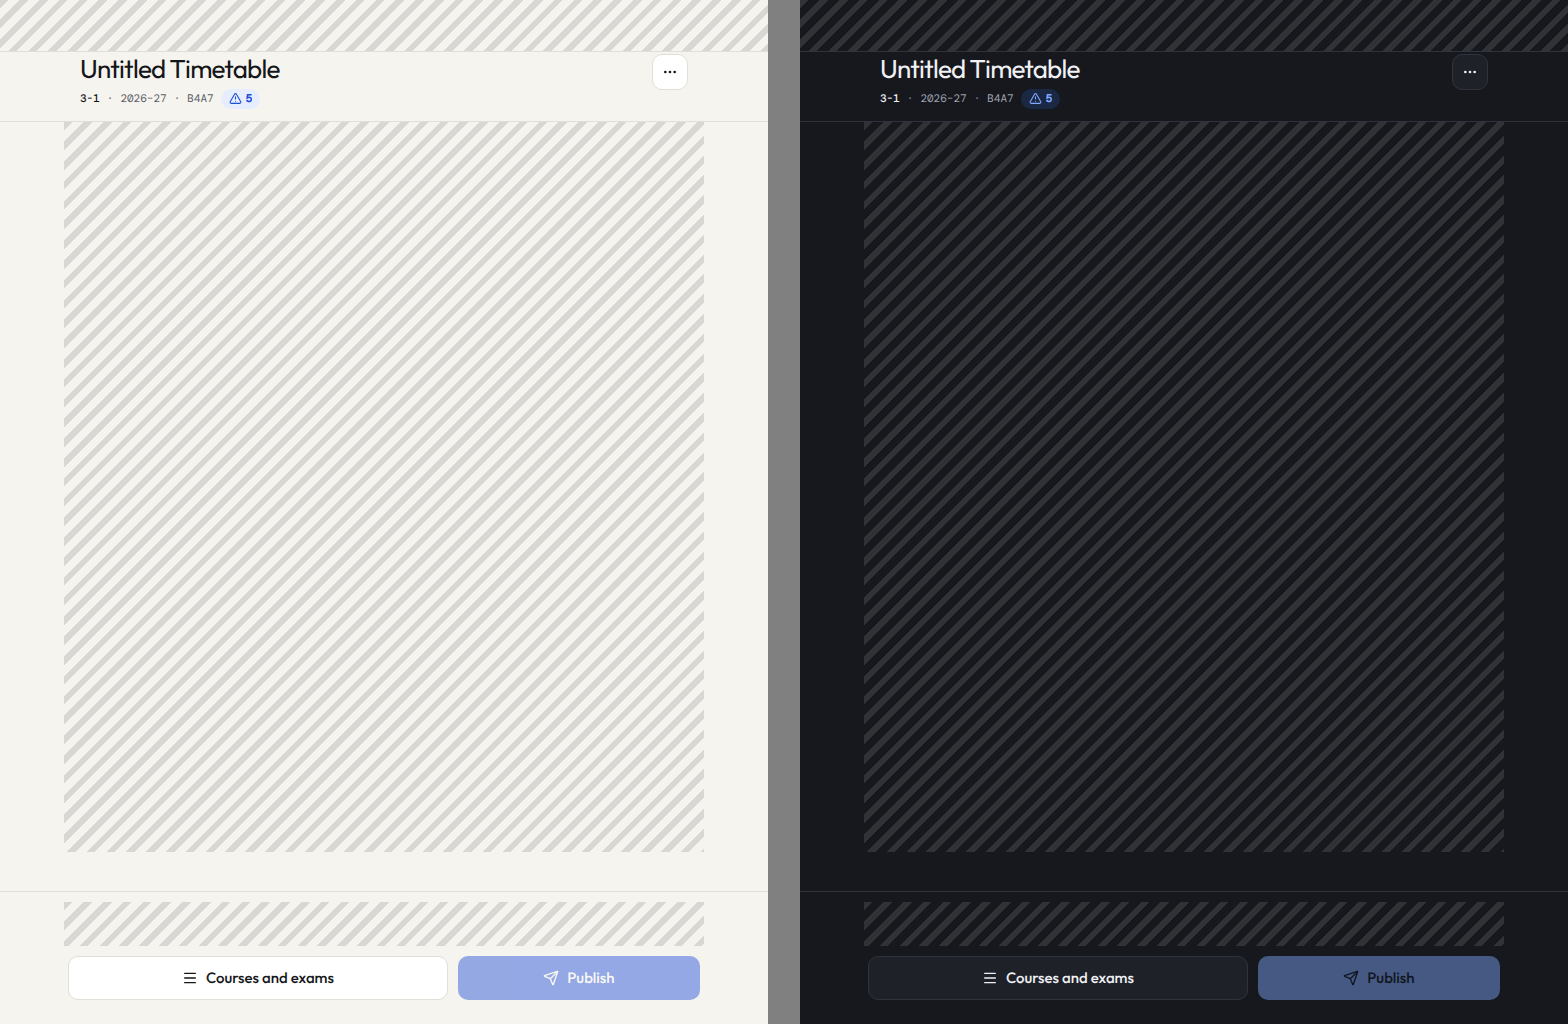 Untitled Timetable
3-1 · 2026-27 · B4A7 5
Courses and exams Publish
Untitled Timetable
3-1 · 2026-27 · B4A7 5
Courses and exams Publish